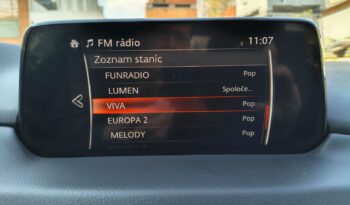 FM rádio 11:07
Zoznam staníc
FUNRADIO Pop
LUMEN Spoloče...
VIVA Pop
EUROPA 2 Pop
MELODY Pop